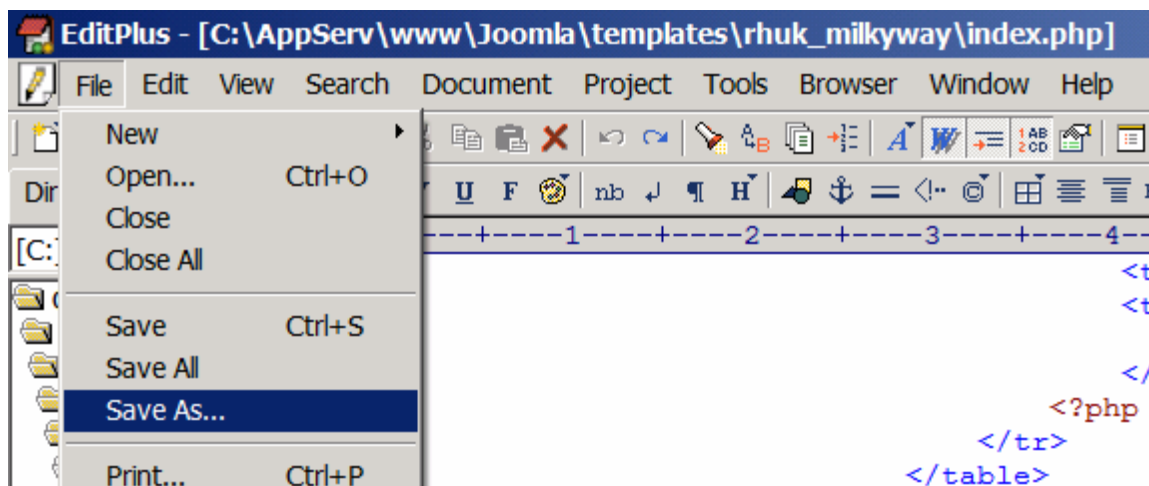 EditPlus - [C:\AppServ\www\Joomla\templates\rhuk_milkyway\index.php]
File Edit View Search Document Project Tools Browser Window Help
New
Open... Ctrl+O
Dir
U F nb H
Close
----+----1----+----2----+----3----+----4--
[C:]
Close All
<t
<t
Save Ctrl+S
Save All
</
Save As...
<?php
</tr>
Print... Ctrl+P
</table>